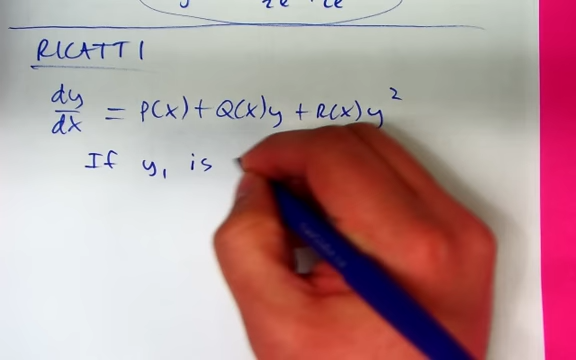 RICATTI
dy/dx = P(x) + Q(x)y + R(x)y²
If y₁ is